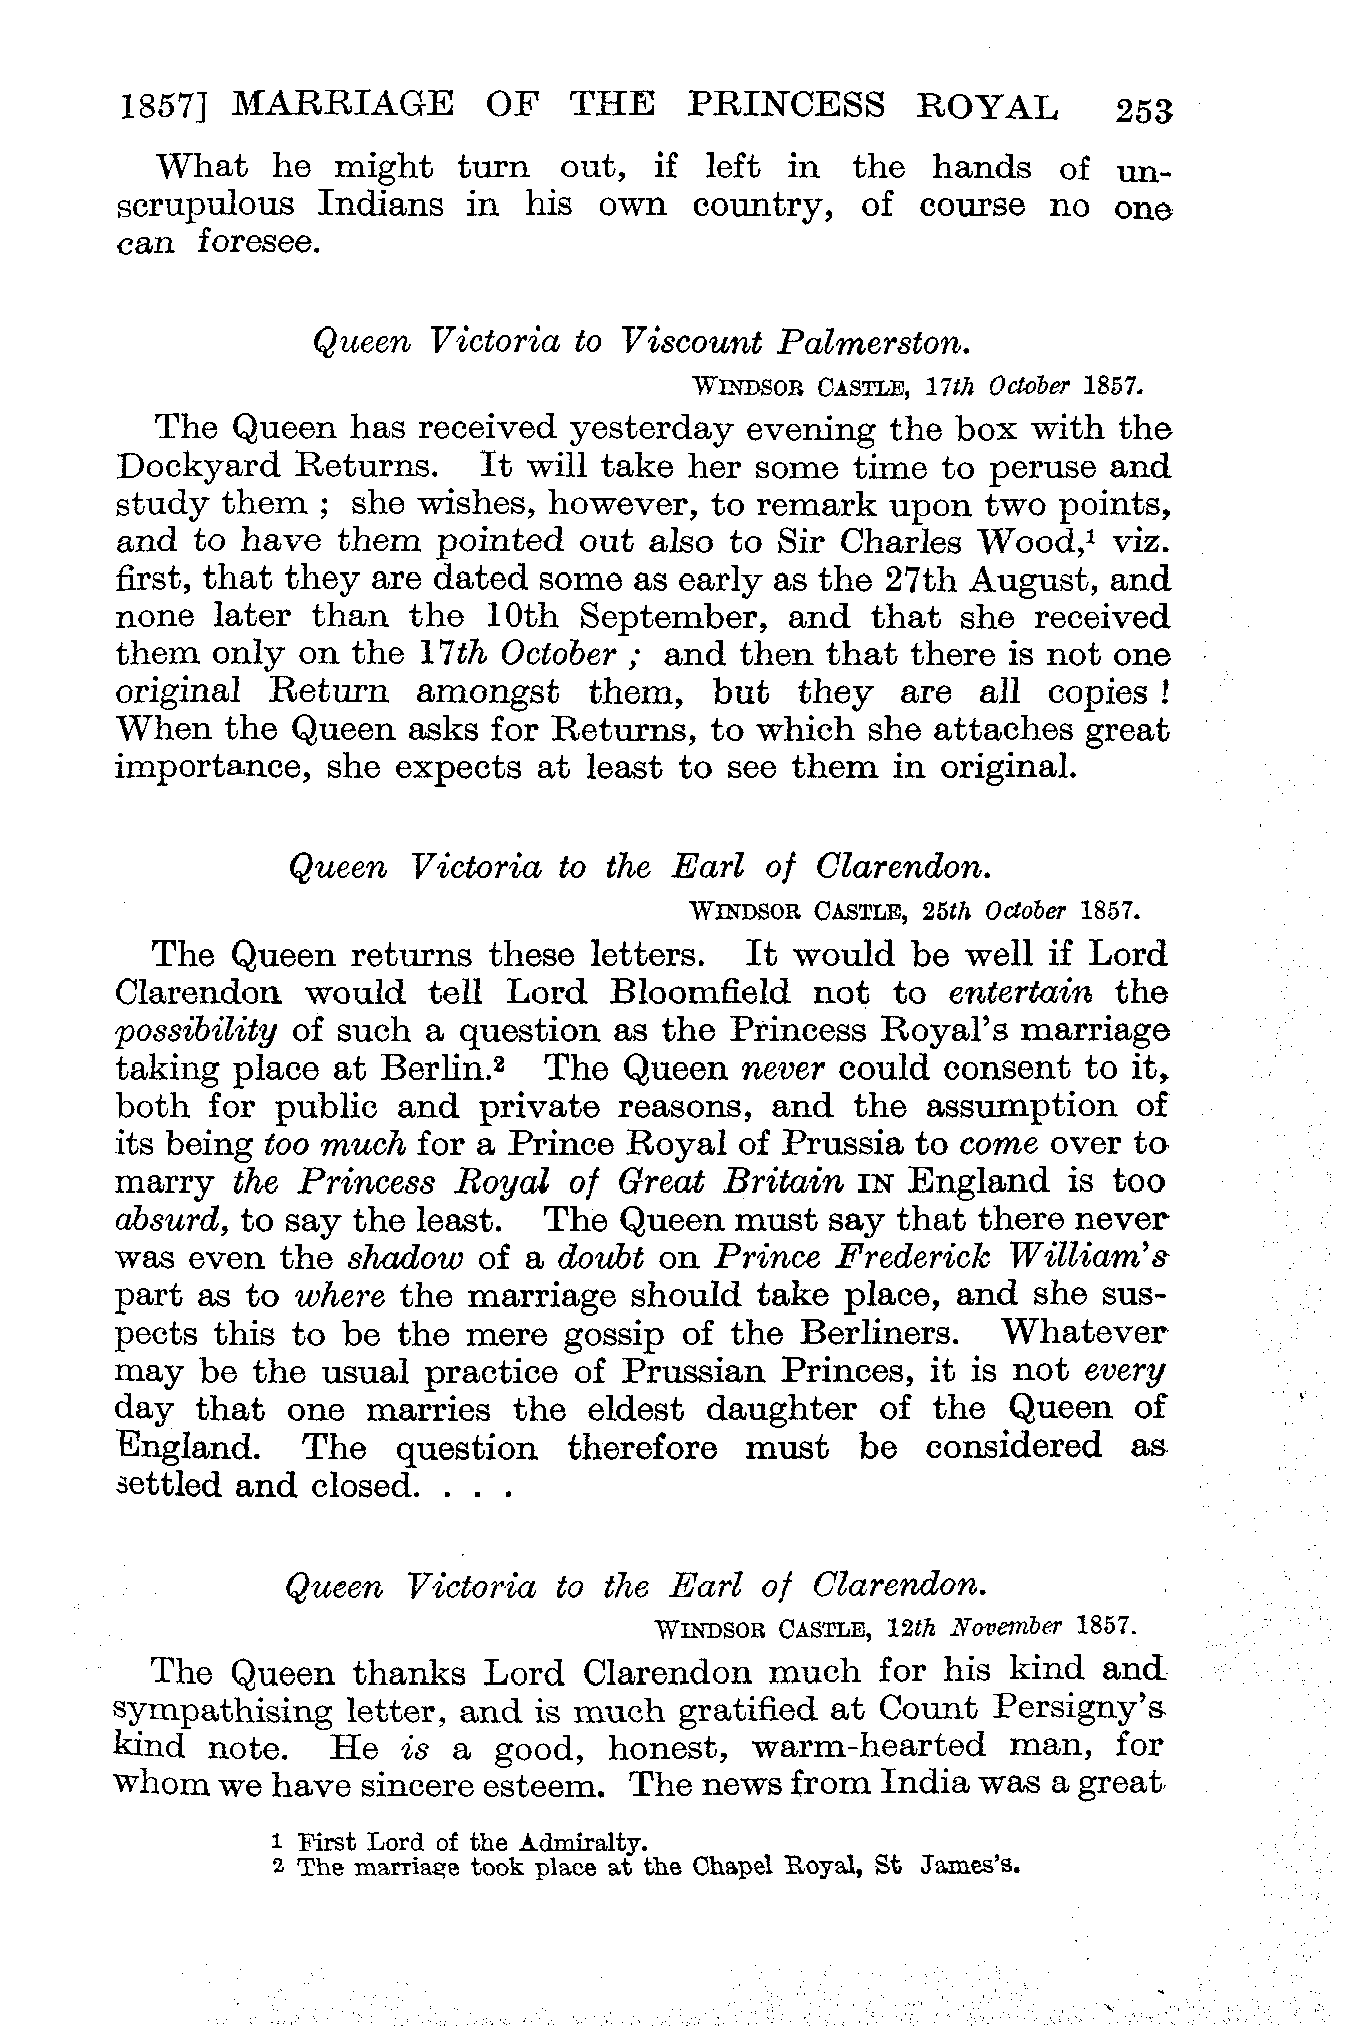 1857] MARRIAGE OF THE PRINCESS ROYAL 253
What he might turn out, if left in the hands of un-
scrupulous Indians in his own country, of course no one
can foresee.
Queen Victoria to Viscount Palmerston.
WINDSOR CASTLE, 17th October 1857.
The Queen has received yesterday evening the box with the
Dockyard Returns. It will take her some time to peruse and
study them ; she wishes, however, to remark upon two points,
and to have them pointed out also to Sir Charles Wood,¹ viz.
first, that they are dated some as early as the 27th August, and
none later than the 10th September, and that she received
them only on the 17th October ; and then that there is not one
original Return amongst them, but they are all copies !
When the Queen asks for Returns, to which she attaches great
importance, she expects at least to see them in original.
Queen Victoria to the Earl of Clarendon.
WINDSOR CASTLE, 25th October 1857.
The Queen returns these letters. It would be well if Lord
Clarendon would tell Lord Bloomfield not to entertain the
possibility of such a question as the Princess Royal's marriage
taking place at Berlin.² The Queen never could consent to it,
both for public and private reasons, and the assumption of
its being too much for a Prince Royal of Prussia to come over to
marry the Princess Royal of Great Britain IN England is too
absurd, to say the least. The Queen must say that there never
was even the shadow of a doubt on Prince Frederick William's
part as to where the marriage should take place, and she sus-
pects this to be the mere gossip of the Berliners. Whatever
may be the usual practice of Prussian Princes, it is not every
day that one marries the eldest daughter of the Queen of
England. The question therefore must be considered as
settled and closed. . . .
Queen Victoria to the Earl of Clarendon.
WINDSOR CASTLE, 12th November 1857.
The Queen thanks Lord Clarendon much for his kind and
sympathising letter, and is much gratified at Count Persigny's
kind note. He is a good, honest, warm-hearted man, for
whom we have sincere esteem. The news from India was a great
1 First Lord of the Admiralty.
2 The marriage took place at the Chapel Royal, St James's.